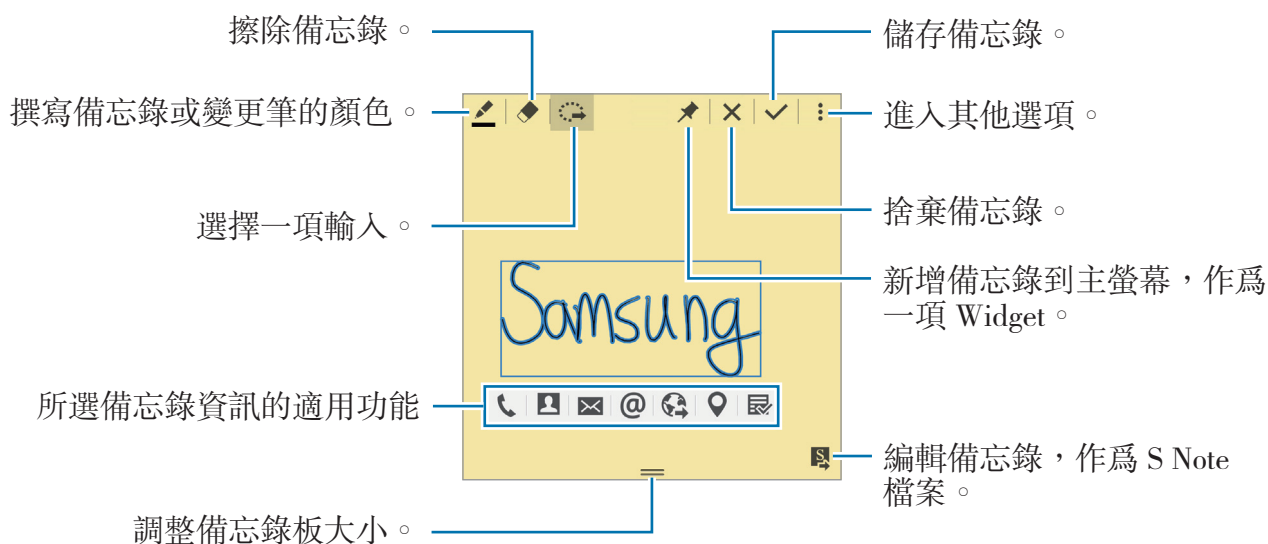 擦除備忘錄。
撰寫備忘錄或變更筆的顏色。
選擇一項輸入。
所選備忘錄資訊的適用功能
調整備忘錄板大小。
Samsung
@
S
儲存備忘錄。
進入其他選項。
捨棄備忘錄。
新增備忘錄到主螢幕，作爲
一項 Widget。
編輯備忘錄，作爲 S Note
檔案。